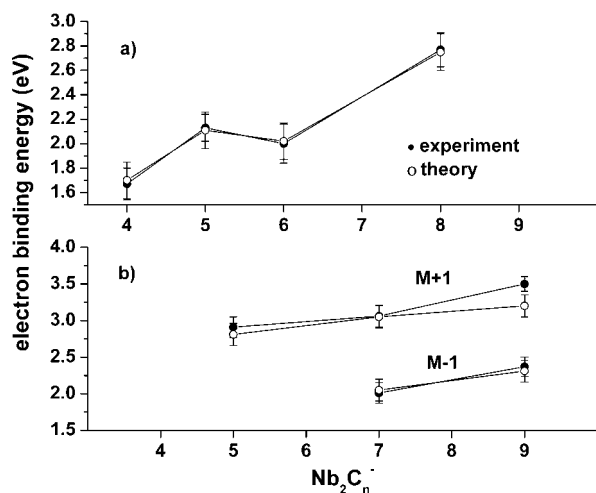 electron binding energy (eV)
3.0
2.8
2.6
2.4
2.2
2.0
1.8
1.6
a)
experiment
theory
4 5 6 7 8 9
4.0
3.5
3.0
2.5
2.0
1.5
b)
M+1
M-1
4 5 6 7 8 9
Nb₂Cₙ⁻